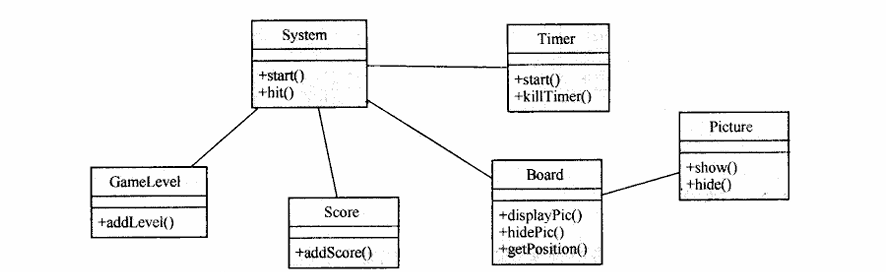 System
+start()
+hit()
Timer
+start()
+killTimer()
GameLevel
+addLevel()
Score
+addScore()
Board
+displayPic()
+hidePic()
+getPosition()
Picture
+show()
+hide()